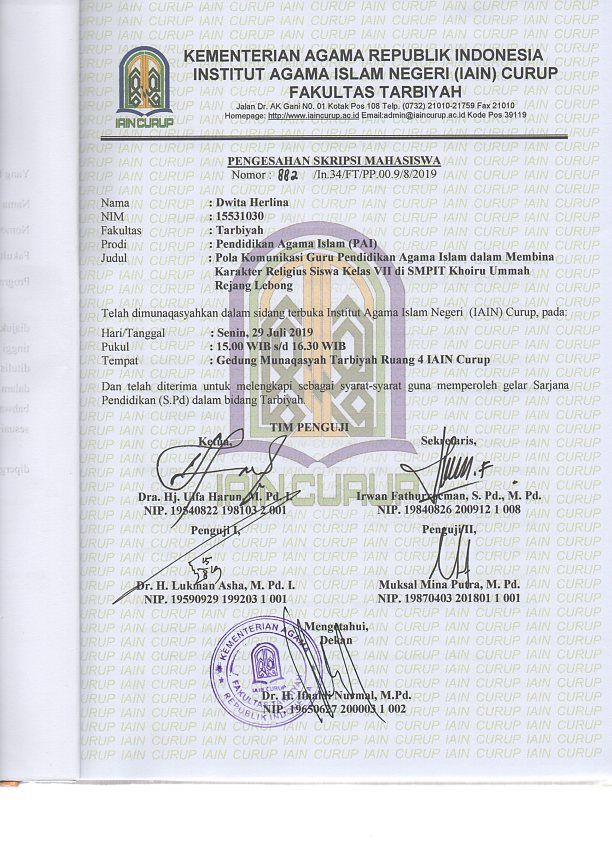 KEMENTERIAN AGAMA REPUBLIK INDONESIA
INSTITUT AGAMA ISLAM NEGERI (IAIN) CURUP
FAKULTAS TARBIYAH
Jalan Dr. AK Gani N0. 01 Kotak Pos 108 Telp. (0732) 21010-21759 Fax 21010
Homepage: http://www.iaincurup.ac.id Email:admin@iaincurup.ac.id Kode Pos 39119
IAIN CURUP
PENGESAHAN SKRIPSI MAHASISWA
Nomor : 882 /In.34/FT/PP.00.9/8/2019
Nama : Dwita Herlina
NIM : 15531030
Fakultas : Tarbiyah
Prodi : Pendidikan Agama Islam (PAI)
Judul : Pola Komunikasi Guru Pendidikan Agama Islam dalam Membina
Karakter Religius Siswa Kelas VII di SMPIT Khoiru Ummah
Rejang Lebong
Telah dimunaqasyahkan dalam sidang terbuka Institut Agama Islam Negeri (IAIN) Curup, pada:
Hari/Tanggal : Senin, 29 Juli 2019
Pukul : 15.00 WIB s/d 16.30 WIB
Tempat : Gedung Munaqasyah Tarbiyah Ruang 4 IAIN Curup
Dan telah diterima untuk melengkapi sebagai syarat-syarat guna memperoleh gelar Sarjana
Pendidikan (S.Pd) dalam bidang Tarbiyah.
TIM PENGUJI
Ketua, Sekretaris,
IAIN CURUP
Dra. Hj. Ulfa Harun, M. Pd. I. Irwan Fathurrocman, S. Pd., M. Pd.
NIP. 19540822 198103 2 001 NIP. 19840826 200912 1 008
Penguji I, Penguji II,
15
8 19
Dr. H. Lukman Asha, M. Pd. I. Muksal Mina Putra, M. Pd.
NIP. 19590929 199203 1 001 NIP. 19870403 201801 1 001
Mengetahui,
Dekan
KEMENTERIAN AGAMA
IAIN CURUP
FAKULTAS TARBIYAH
REPUBLIK INDONESIA
Dr. H. Ifnaldi Nurmal, M.Pd.
NIP. 19650627 200003 1 002